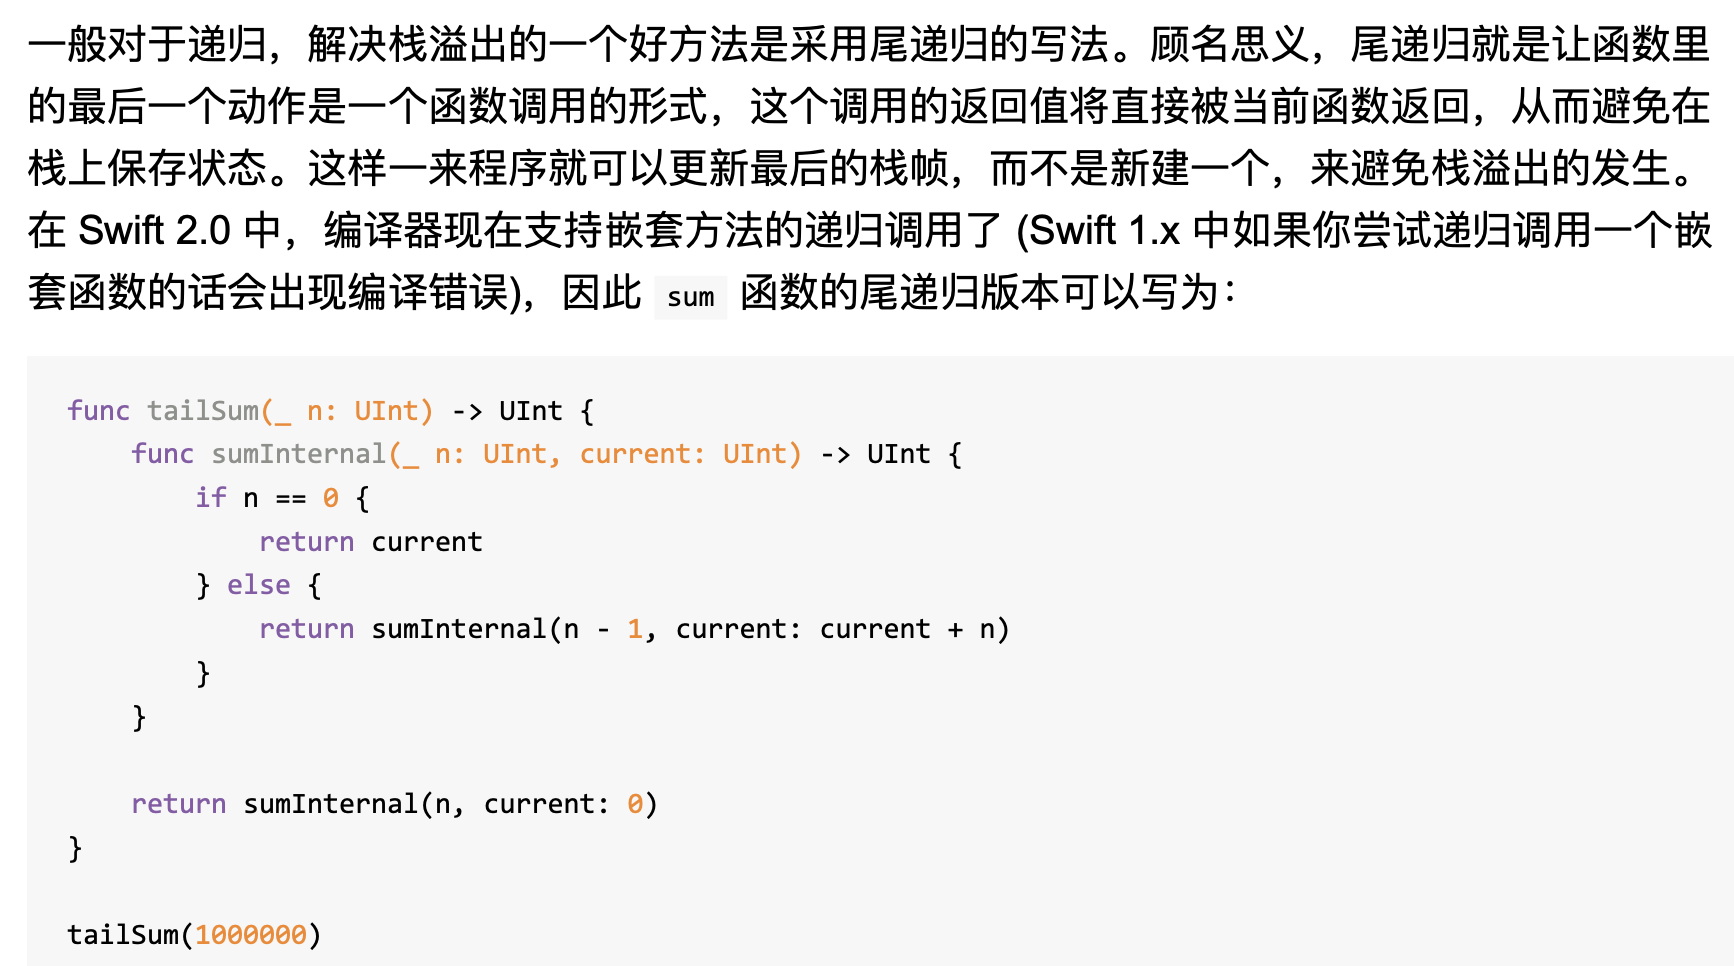 一般对于递归，解决栈溢出的一个好方法是采用尾递归的写法。顾名思义，尾递归就是让函数里
的最后一个动作是一个函数调用的形式，这个调用的返回值将直接被当前函数返回，从而避免在
栈上保存状态。这样一来程序就可以更新最后的栈帧，而不是新建一个，来避免栈溢出的发生。
在 Swift 2.0 中，编译器现在支持嵌套方法的递归调用了 (Swift 1.x 中如果你尝试递归调用一个嵌
套函数的话会出现编译错误)，因此 sum 函数的尾递归版本可以写为：
func tailSum(_ n: UInt) -> UInt {
    func sumInternal(_ n: UInt, current: UInt) -> UInt {
        if n == 0 {
            return current
        } else {
            return sumInternal(n - 1, current: current + n)
        }
    }
    return sumInternal(n, current: 0)
}
tailSum(1000000)